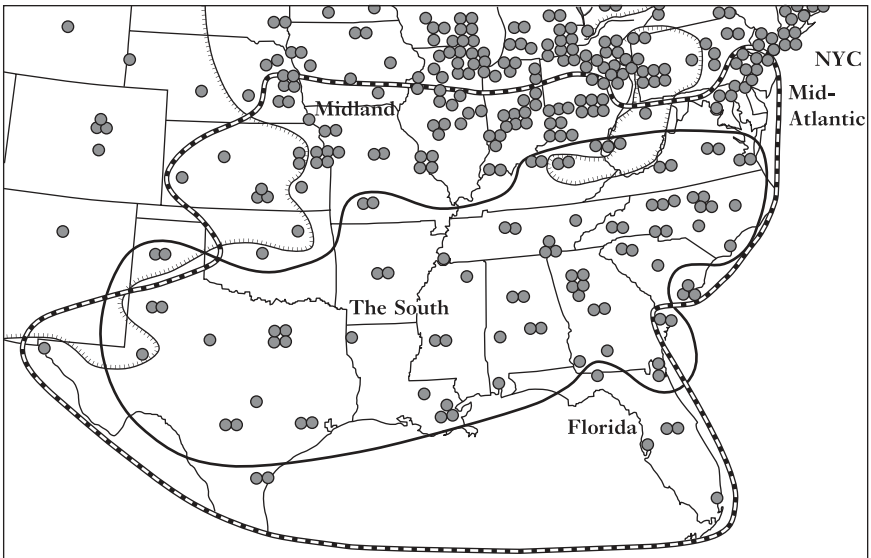 NYC
Mid-
Atlantic
Midland
The South
Florida